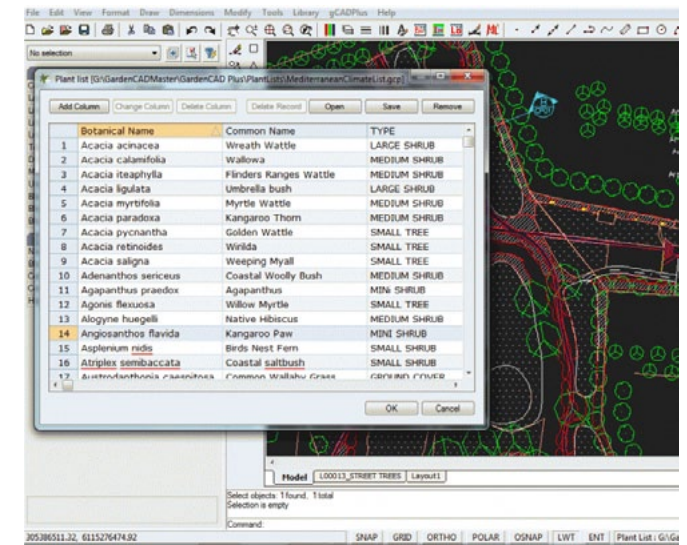 File Edit View Format Draw Dimensions Modify Tools Library gCADPlus Help
No selection
Plant list [G:\GardenCADMaster\GardenCAD Plus\PlantLists\MediterraneanClimateList.gcp]
Add Column Change Column Delete Column Delete Record Open Save Remove
Botanical Name Common Name TYPE
1 Acacia acinacea Wreath Wattle LARGE SHRUB
2 Acacia calamifolia Wallowa MEDIUM SHRUB
3 Acacia iteaphylla Flinders Ranges Wattle MEDIUM SHRUB
4 Acacia ligulata Umbrella bush LARGE SHRUB
5 Acacia myrtifolia Myrtle Wattle MEDIUM SHRUB
6 Acacia paradoxa Kangaroo Thorn MEDIUM SHRUB
7 Acacia pycnantha Golden Wattle SMALL TREE
8 Acacia retinoides Wirilda SMALL TREE
9 Acacia saligna Weeping Myall SMALL TREE
10 Adenanthos sericeus Coastal Woolly Bush MEDIUM SHRUB
11 Agapanthus praedox Agapanthus MINI SHRUB
12 Agonis flexuosa Willow Myrtle SMALL TREE
13 Alogyne huegelli Native Hibiscus MEDIUM SHRUB
14 Angiosanthos flavida Kangaroo Paw MINI SHRUB
15 Asplenium nidis Birds Nest Fern SMALL SHRUB
16 Atriplex semibaccata Coastal saltbush SMALL SHRUB
17 Austrodanthonia caespitosa Common Wallaby Grass GROUND COVER
OK Cancel
Model L00013_STREET TREES Layout1
Select objects: 1 found, 1 total
Selection is empty
Command:
305386511.32, 6115276474.92 SNAP GRID ORTHO POLAR OSNAP LWT ENT Plant List : G:\Ga